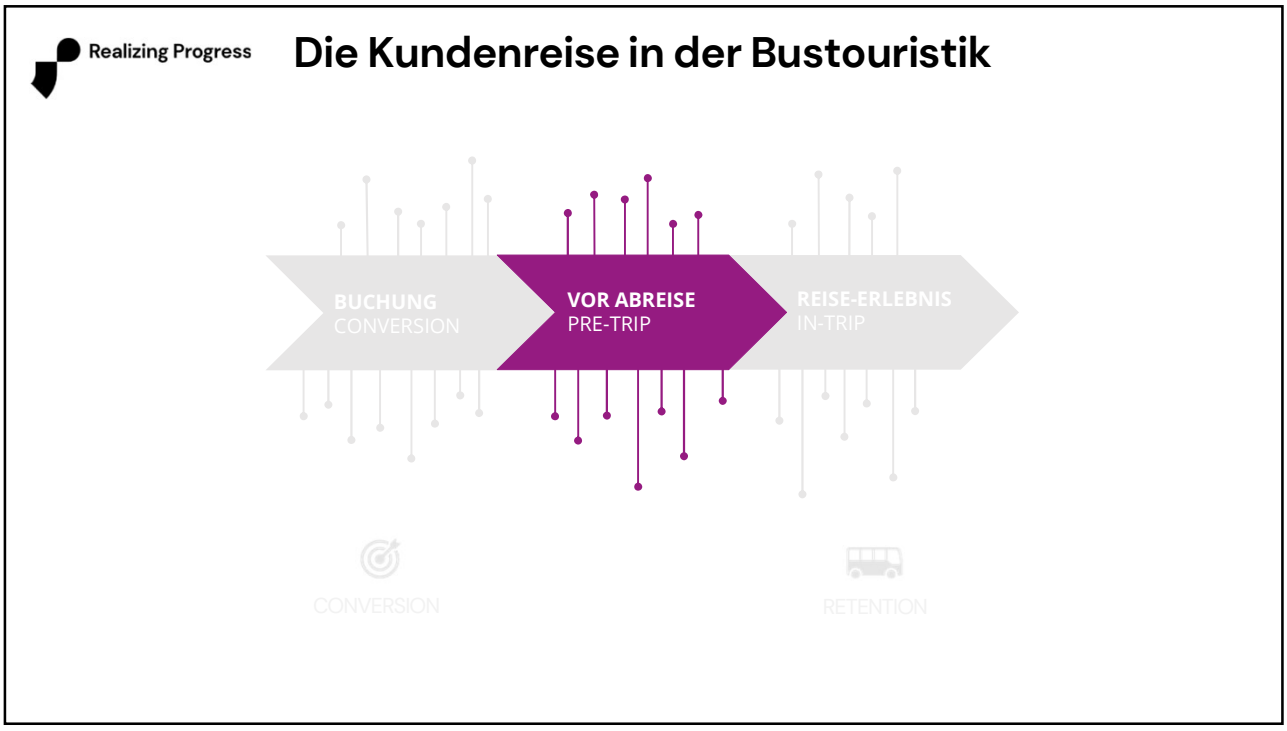 Realizing Progress
Die Kundenreise in der Bustouristik
BUCHUNG
CONVERSION
VOR ABREISE
PRE-TRIP
REISE-ERLEBNIS
IN-TRIP
CONVERSION
RETENTION